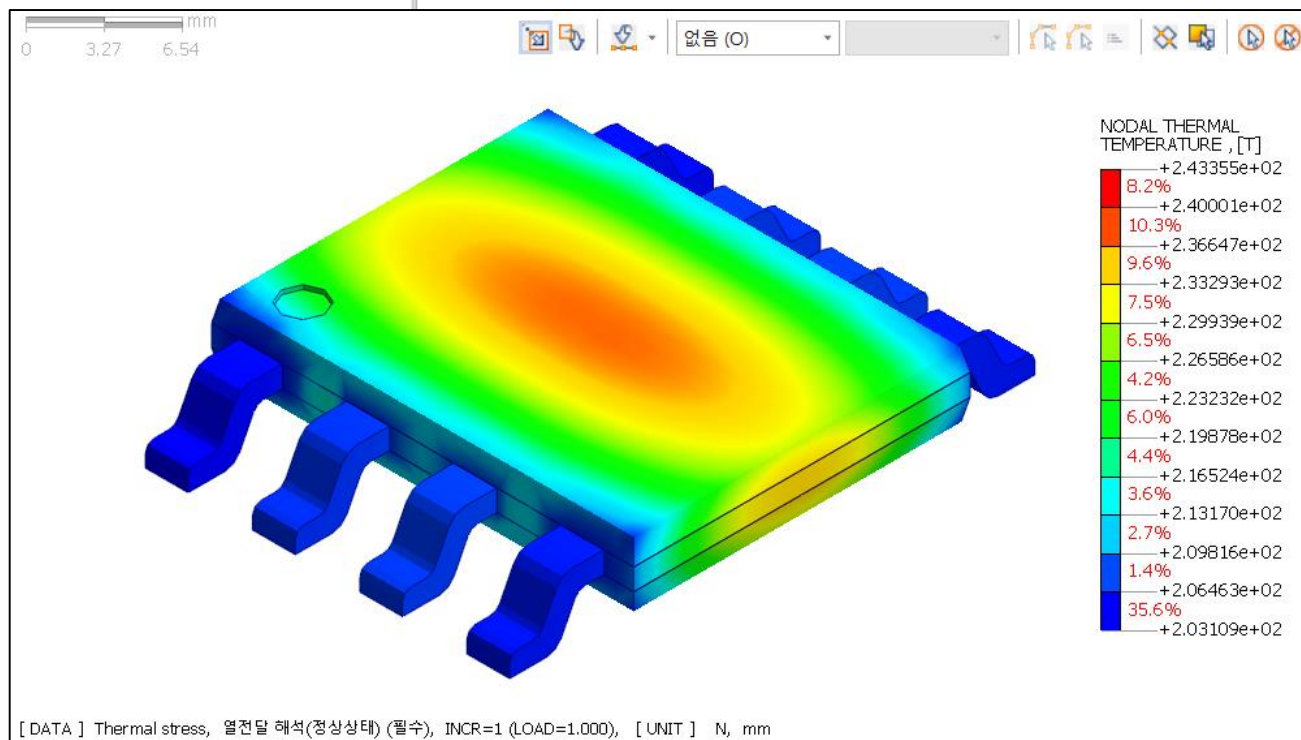 mm
0 3.27 6.54
없음 (O)
NODAL THERMAL
TEMPERATURE , [T]
+2.43355e+02
8.2%
+2.40001e+02
10.3%
+2.36647e+02
9.6%
+2.33293e+02
7.5%
+2.29939e+02
6.5%
+2.26586e+02
4.2%
+2.23232e+02
6.0%
+2.19878e+02
4.4%
+2.16524e+02
3.6%
+2.13170e+02
2.7%
+2.09816e+02
1.4%
+2.06463e+02
35.6%
+2.03109e+02
[ DATA ] Thermal stress, 열전달 해석(정상상태) (필수), INCR=1 (LOAD=1.000), [ UNIT ] N, mm